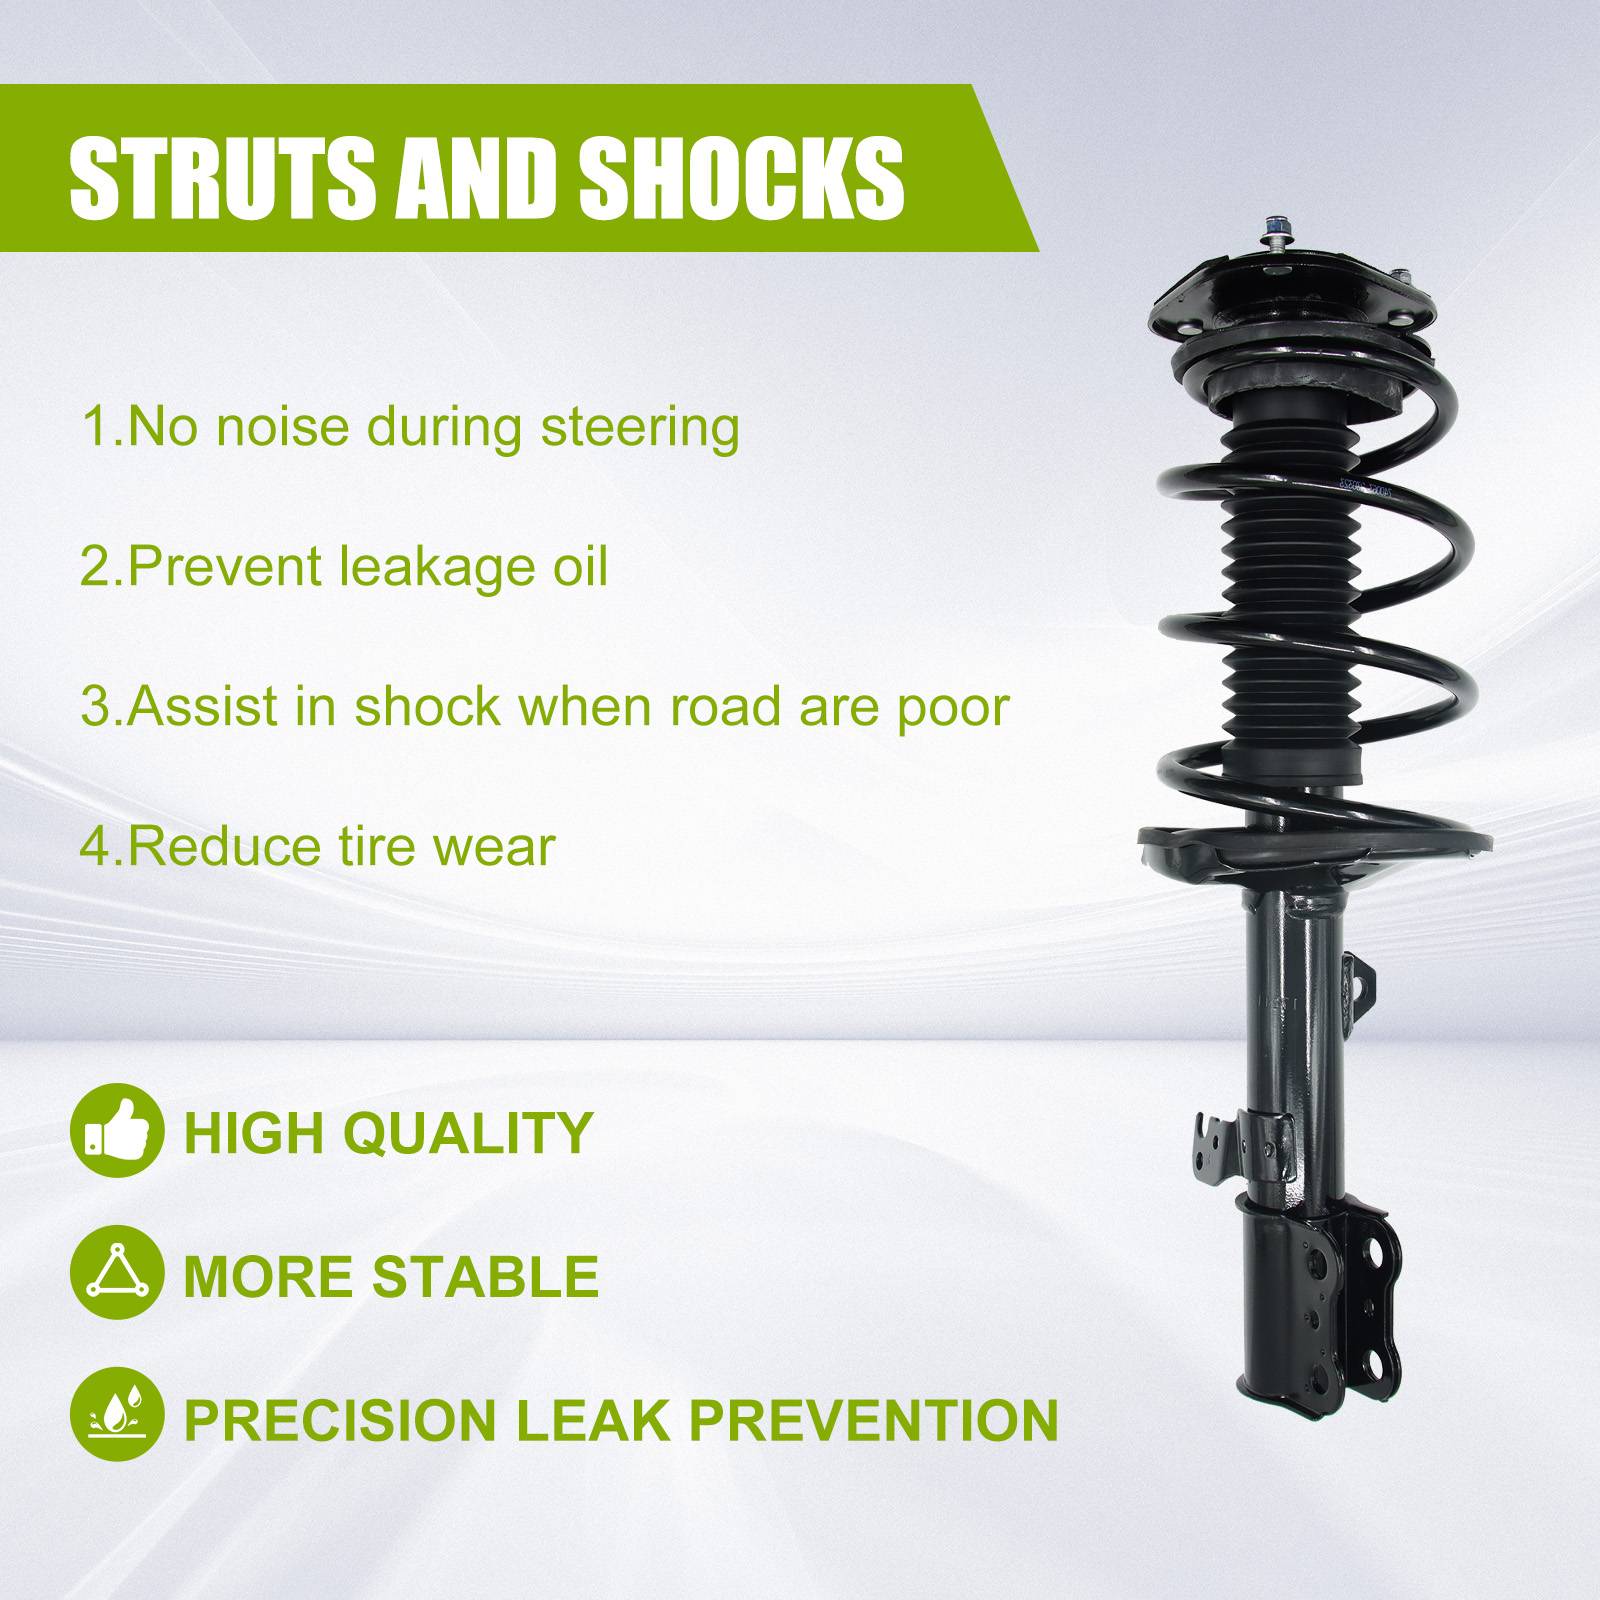 STRUTS AND SHOCKS
1.No noise during steering
2.Prevent leakage oil
3.Assist in shock when road are poor
4.Reduce tire wear
HIGH QUALITY
MORE STABLE
PRECISION LEAK PREVENTION